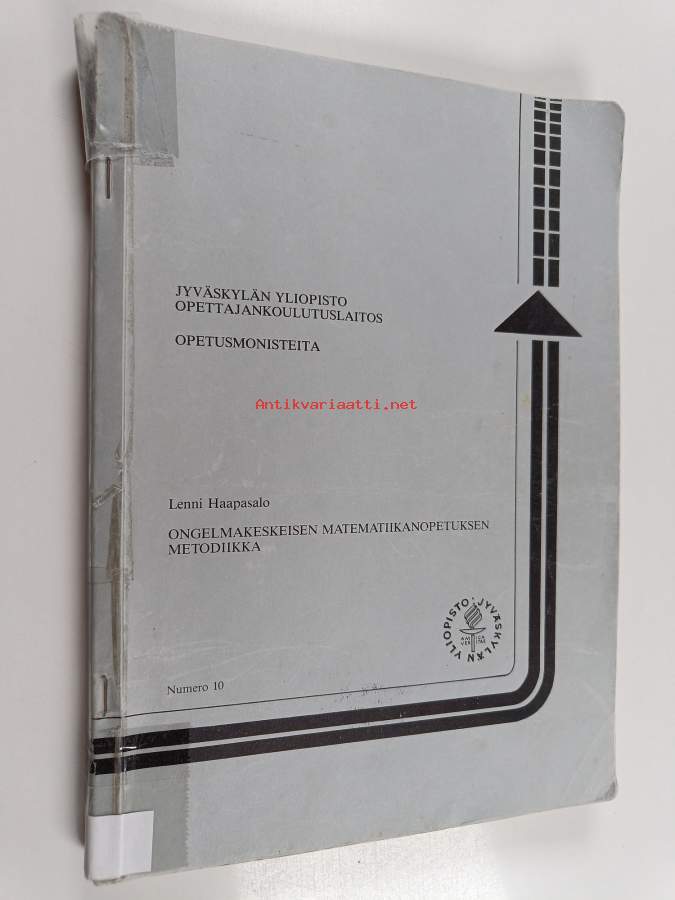 JYVÄSKYLÄN YLIOPISTO
OPETTAJANKOULUTUSLAITOS
OPETUSMONISTEITA
Antikvariaatti.net
Lenni Haapasalo
ONGELMAKESKEISEN MATEMATIIKANOPETUKSEN
METODIIKKA
JYVÄSKYLÄN YLIOPISTO
Numero 10